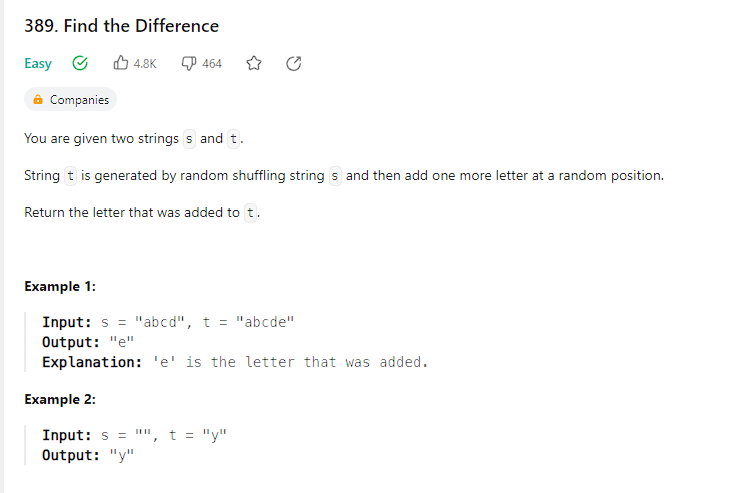 389. Find the Difference
Easy 4.8K 464
Companies
You are given two strings s and t.
String t is generated by random shuffling string s and then add one more letter at a random position.
Return the letter that was added to t.
Example 1:
Input: s = "abcd", t = "abcde"
Output: "e"
Explanation: 'e' is the letter that was added.
Example 2:
Input: s = "", t = "y"
Output: "y"